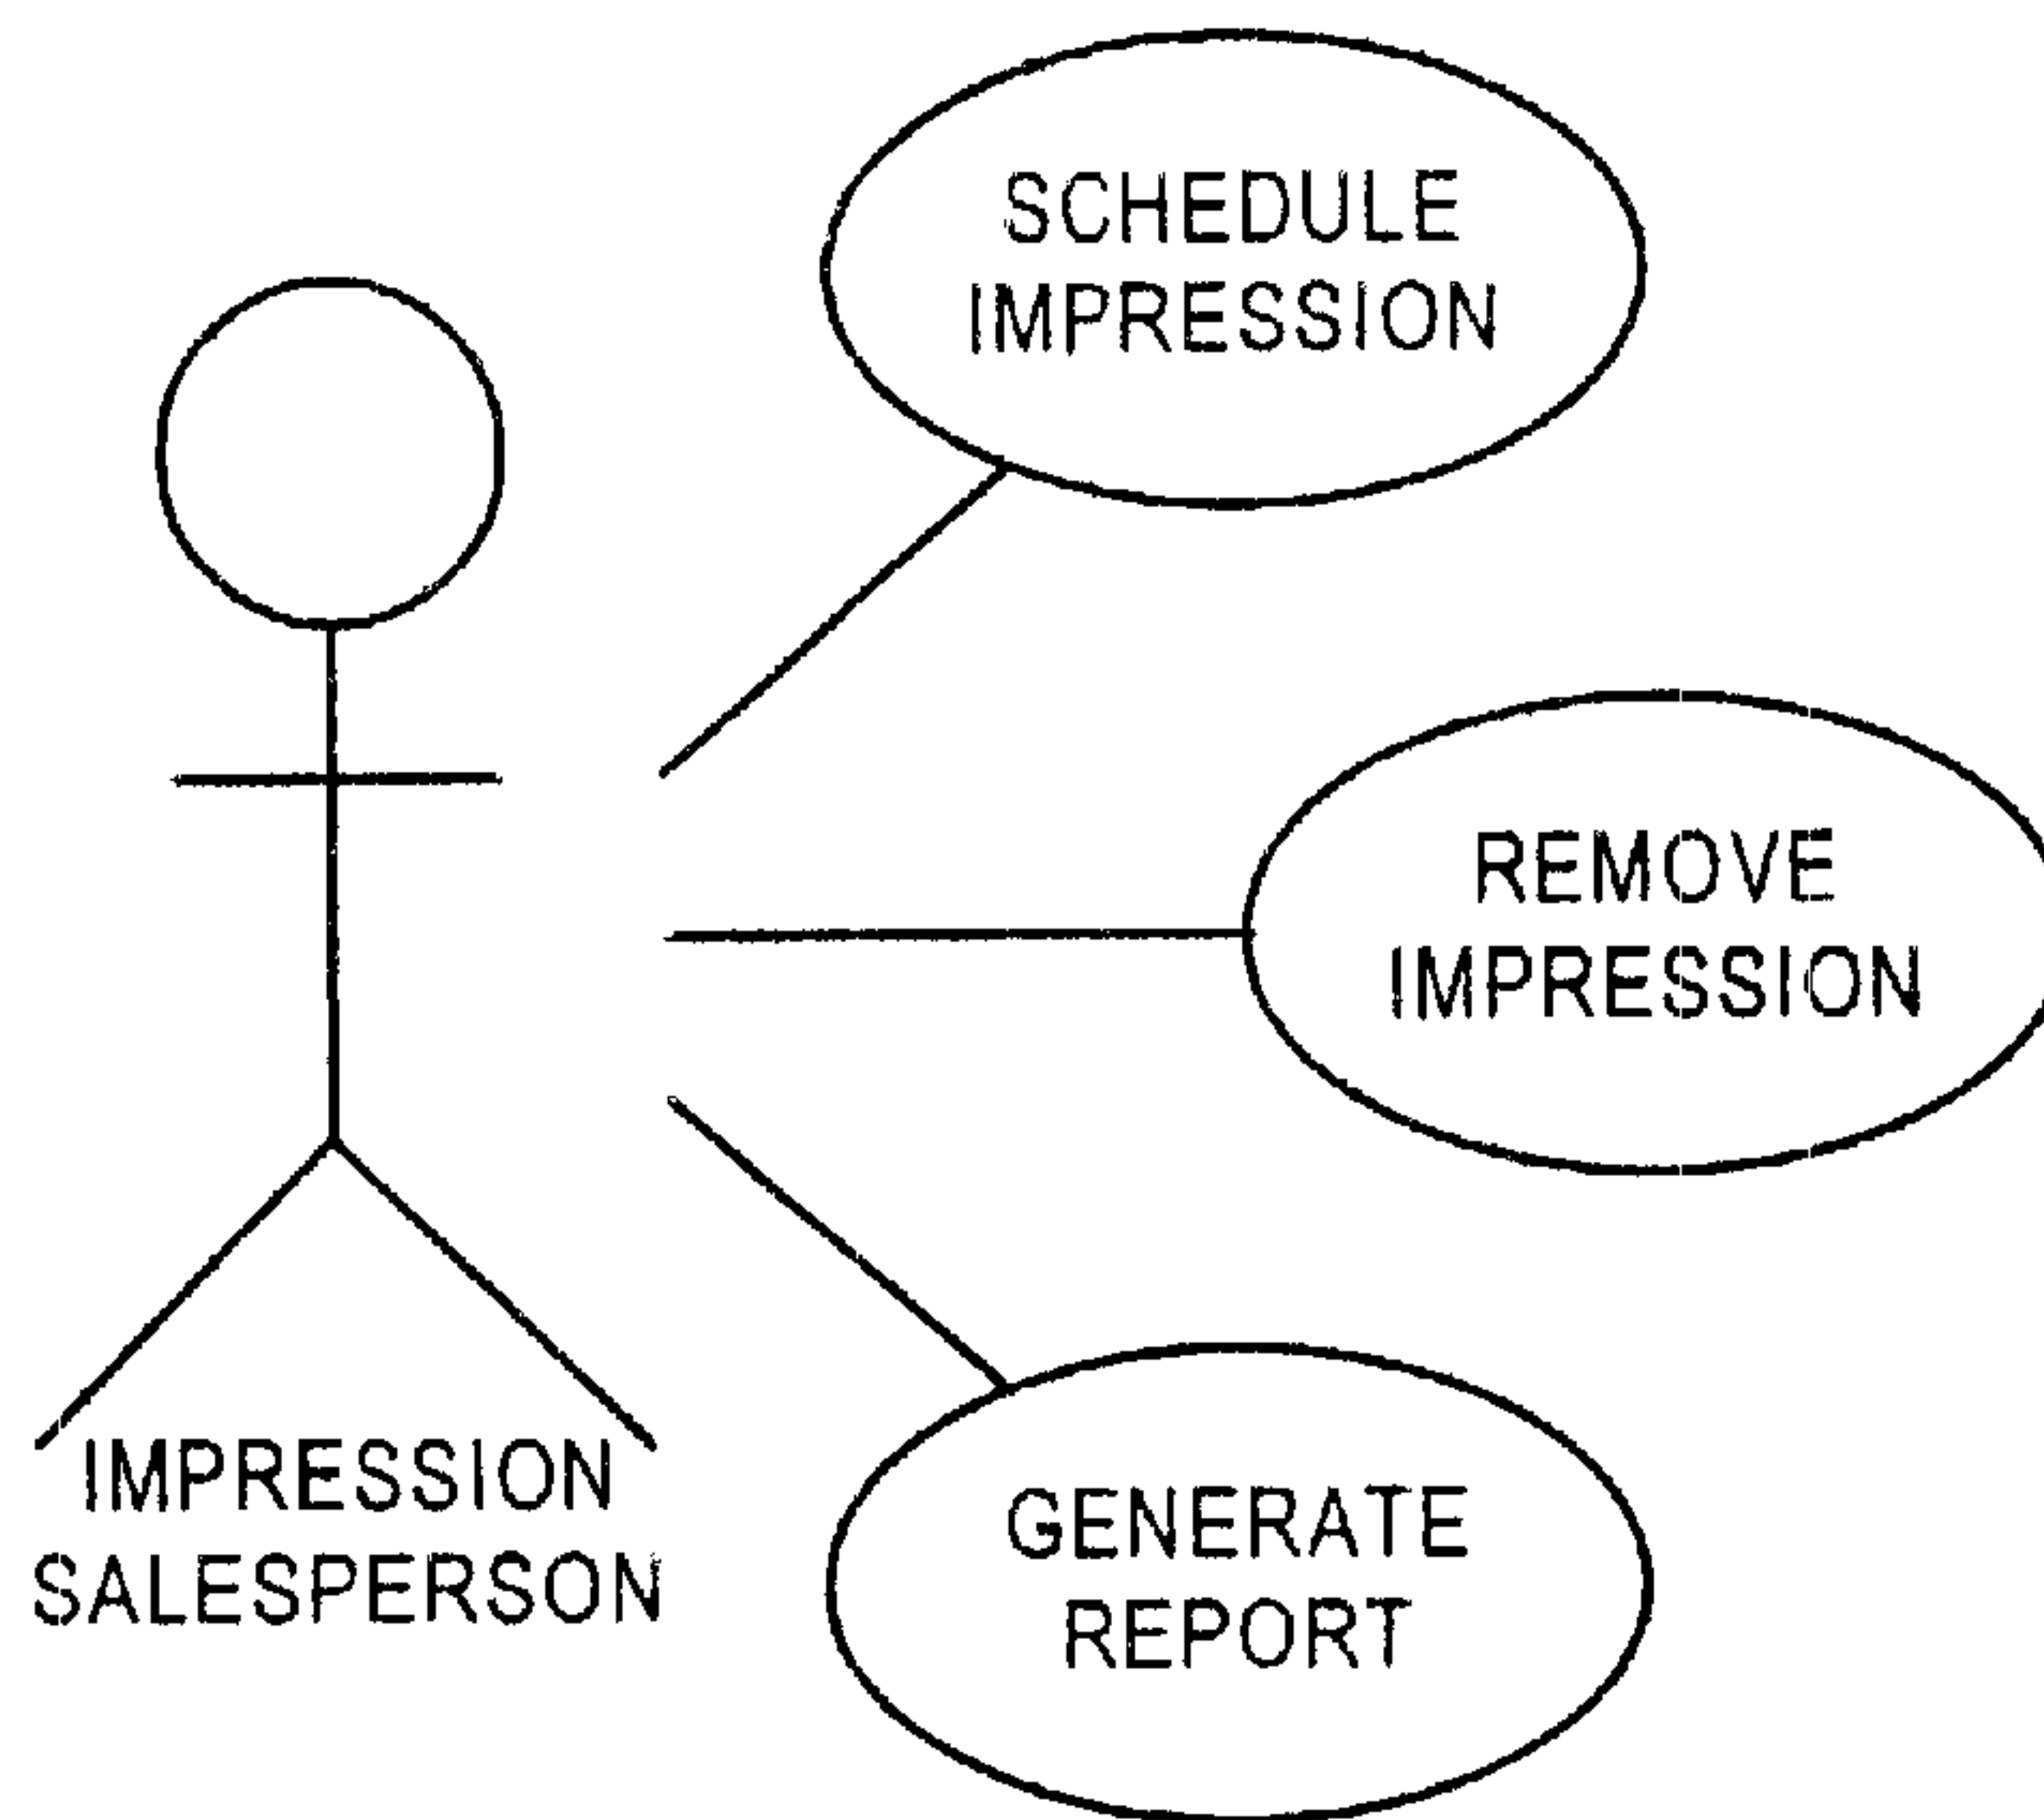 SCHEDULE
IMPRESSION
REMOVE
IMPRESSION
IMPRESSION
SALESPERSON
GENERATE
REPORT